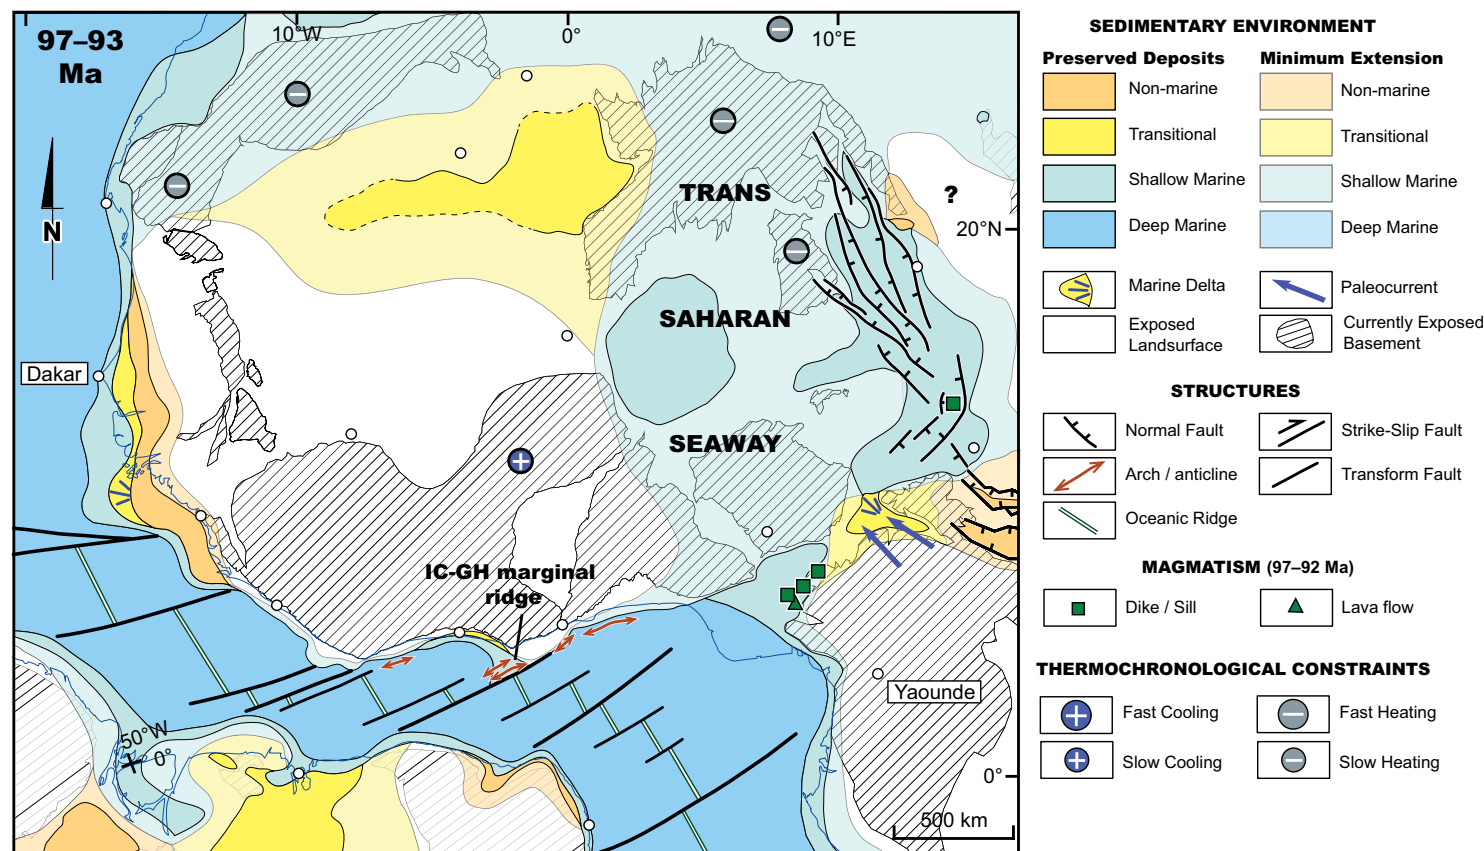 97–93
Ma
10°W
0°
10°E
N
TRANS
?
20°N
SAHARAN
Dakar
SEAWAY
IC-GH marginal
ridge
Yaounde
50°W
0°
0°
500 km
SEDIMENTARY ENVIRONMENT
Preserved Deposits
Minimum Extension
Non-marine
Non-marine
Transitional
Transitional
Shallow Marine
Shallow Marine
Deep Marine
Deep Marine
Marine Delta
Paleocurrent
Exposed
Landsurface
Currently Exposed
Basement
STRUCTURES
Normal Fault
Strike-Slip Fault
Arch / anticline
Transform Fault
Oceanic Ridge
MAGMATISM (97–92 Ma)
Dike / Sill
Lava flow
THERMOCHRONOLOGICAL CONSTRAINTS
Fast Cooling
Fast Heating
Slow Cooling
Slow Heating